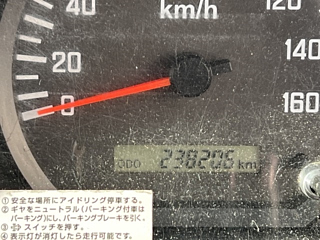 40 km/h 120
20 140
0 160
ODO 238206 km
① 安全な場所にアイドリング停車する。
② ギヤをニュートラル(パーキング付車は
パーキング)にし、パーキングブレーキを引く。
③ スイッチを押す。
④ 表示灯が消灯したら走行可能です。